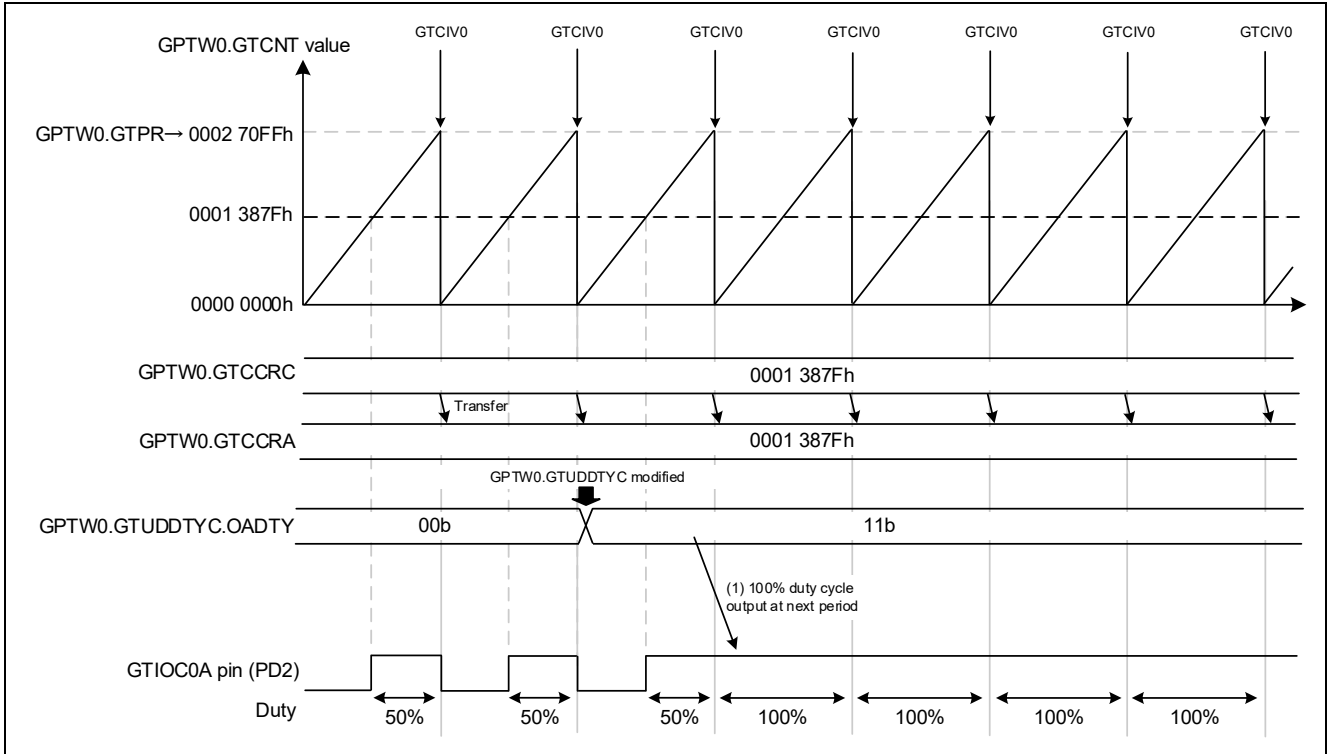 GTCIV0 GTCIV0 GTCIV0 GTCIV0 GTCIV0 GTCIV0 GTCIV0
GPTW0.GTCNT value
GPTW0.GTPR→ 0002 70FFh
0001 387Fh
0000 0000h
GPTW0.GTCCRC 0001 387Fh
Transfer
GPTW0.GTCCRA 0001 387Fh
GPTW0.GTUDDTYC modified
GPTW0.GTUDDTYC.OADTY 00b 11b
(1) 100% duty cycle
output at next period
GTIOC0A pin (PD2)
Duty 50% 50% 50% 100% 100% 100% 100%